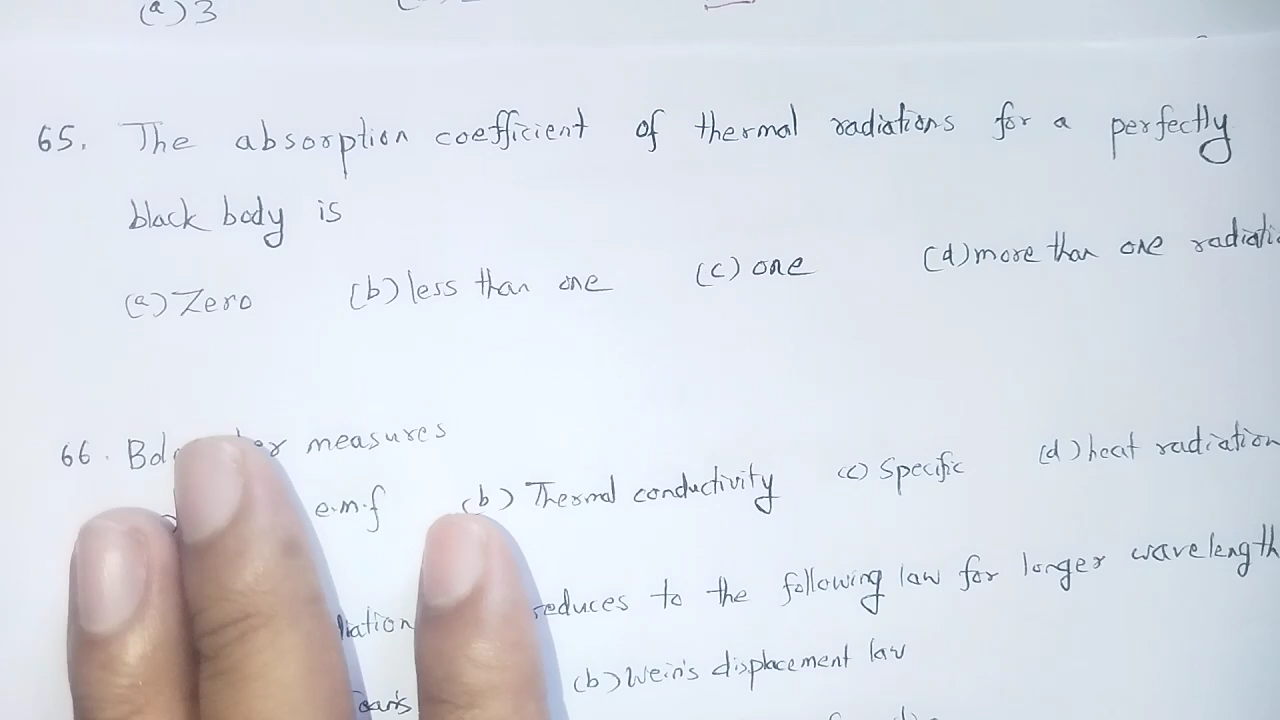 (a) 3
65. The absorption coefficient of thermal radiations for a perfectly
black body is
(a) Zero (b) less than one (c) one (d) more than one
66. measures
e.m.f (b) Thermal conductivity (c) Specific (d) heat radiation
reduces to the following law for longer wavelength
(b) Wein's displacement law